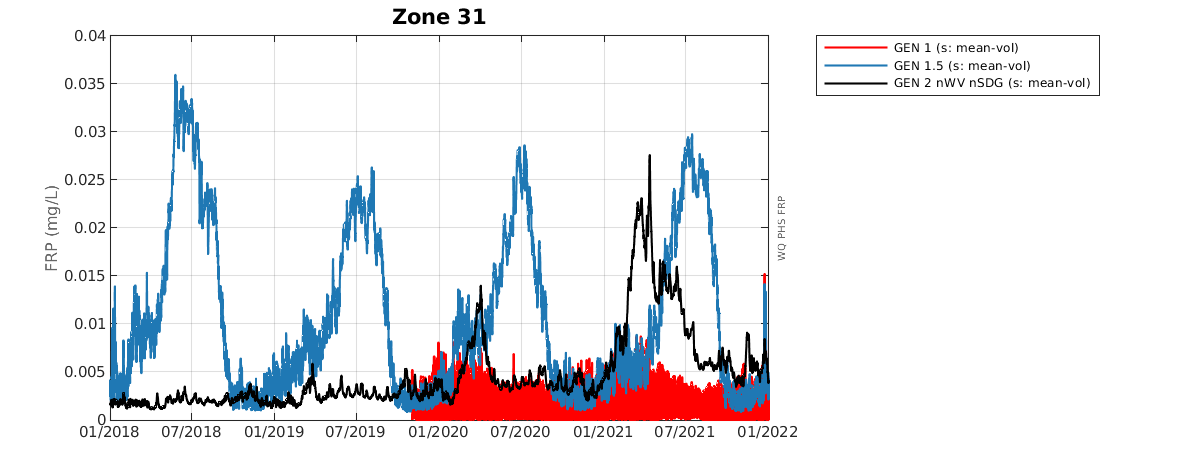 Zone 31
GEN 1 (s: mean-vol)
GEN 1.5 (s: mean-vol)
GEN 2 nWV nSDG (s: mean-vol)
FRP (mg/L)
0.04
0.035
0.03
0.025
0.02
0.015
0.01
0.005
0
01/2018 07/2018 01/2019 07/2019 01/2020 07/2020 01/2021 07/2021 01/2022
WQ PHS FRP